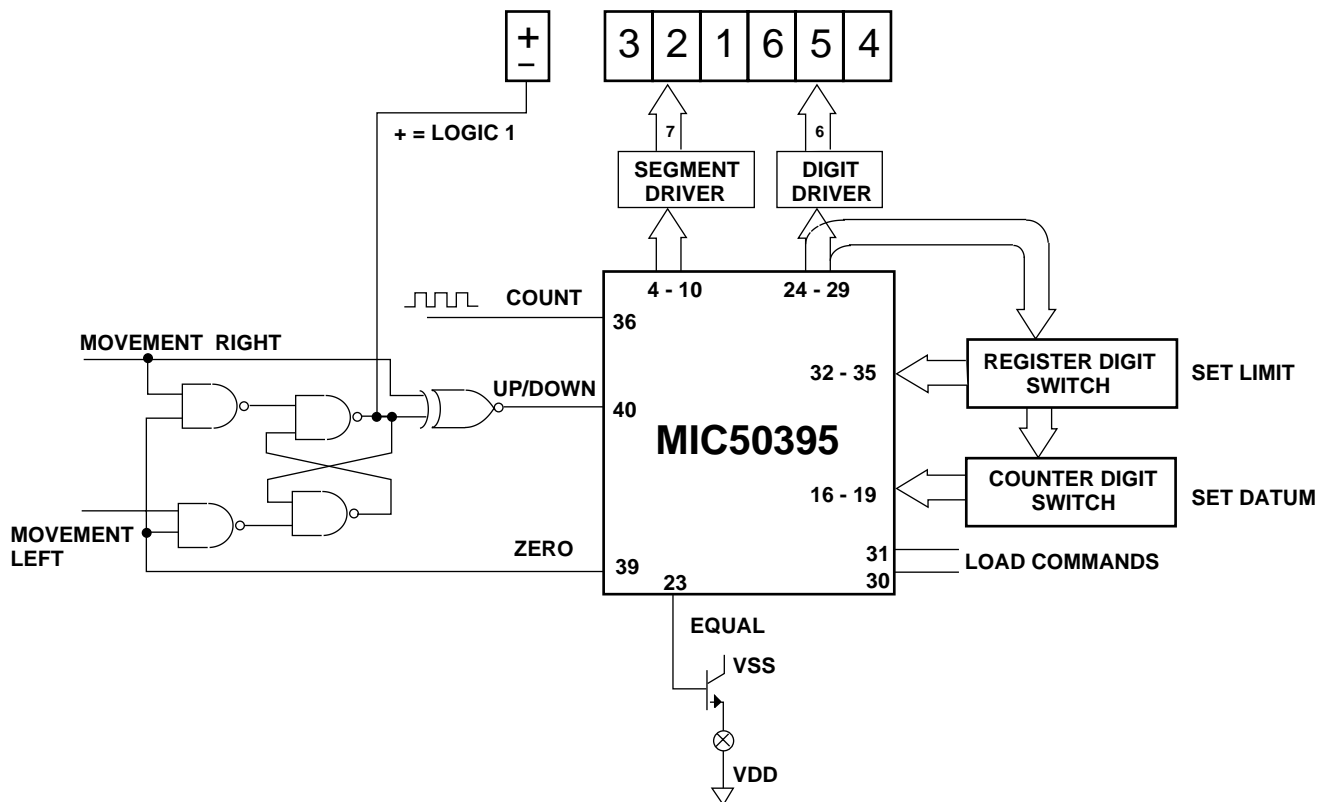 +
–
3 2 1 6 5 4
+ = LOGIC 1
7
6
SEGMENT
DRIVER
DIGIT
DRIVER
4 - 10
24 - 29
COUNT
36
MOVEMENT RIGHT
UP/DOWN
40
32 - 35
REGISTER DIGIT
SWITCH
SET LIMIT
MIC50395
16 - 19
COUNTER DIGIT
SWITCH
SET DATUM
MOVEMENT
LEFT
ZERO
39
23
31
30
LOAD COMMANDS
EQUAL
VSS
VDD